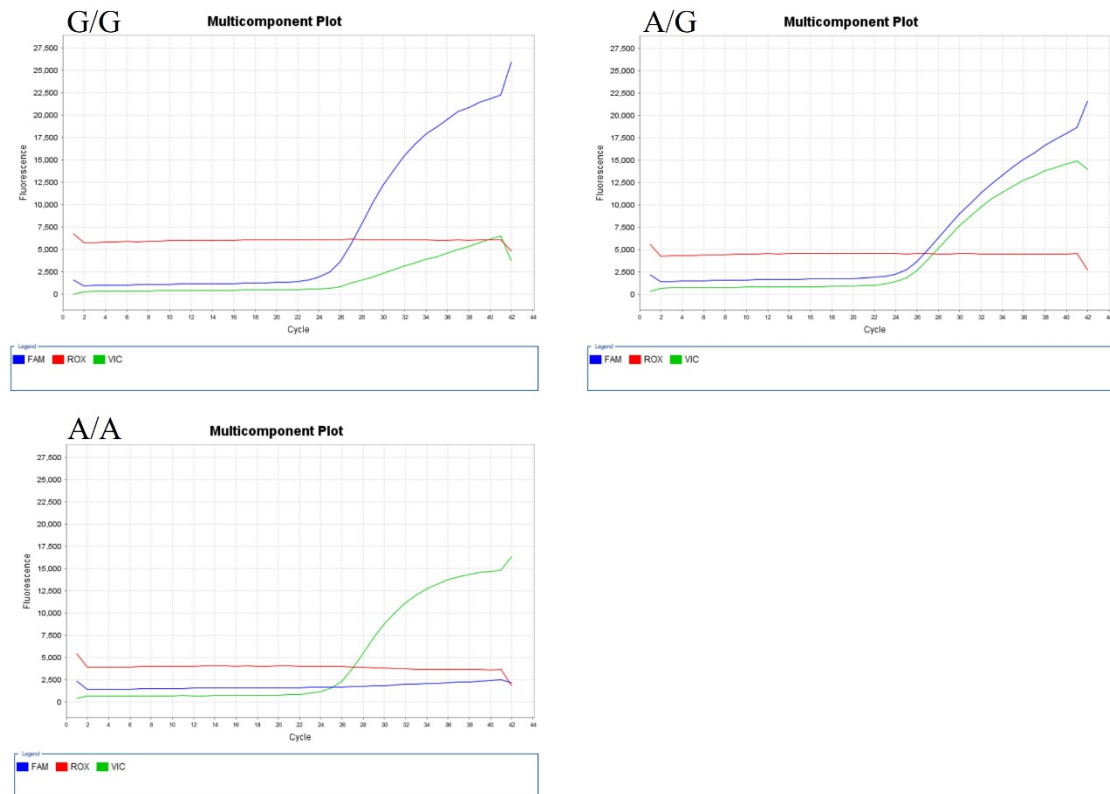 G/G
Multicomponent Plot
27,500
25,000
22,500
20,000
17,500
15,000
12,500
10,000
7,500
5,000
2,500
0
Fluorescence
0 2 4 6 8 10 12 14 16 18 20 22 24 26 28 30 32 34 36 38 40 42 44
Cycle
Legend
FAM ROX VIC
A/G
Multicomponent Plot
27,500
25,000
22,500
20,000
17,500
15,000
12,500
10,000
7,500
5,000
2,500
0
Fluorescence
0 2 4 6 8 10 12 14 16 18 20 22 24 26 28 30 32 34 36 38 40 42 44
Cycle
Legend
FAM ROX VIC
A/A
Multicomponent Plot
27,500
25,000
22,500
20,000
17,500
15,000
12,500
10,000
7,500
5,000
2,500
0
Fluorescence
0 2 4 6 8 10 12 14 16 18 20 22 24 26 28 30 32 34 36 38 40 42 44
Cycle
Legend
FAM ROX VIC